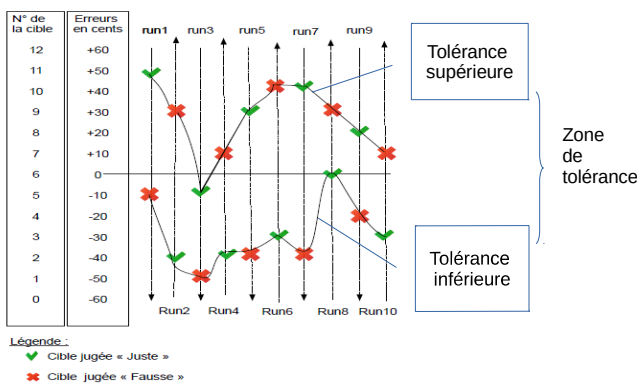 N° de
la cible
Erreurs
en cents
run1
run3
run5
run7
run9
12
+60
11
+50
10
+40
9
+30
8
+20
7
+10
6
0
5
-10
4
-20
3
-30
2
-40
1
-50
0
-60
Run2
Run4
Run6
Run8
Run10
Tolérance
supérieure
Zone
de
tolérance
Tolérance
inférieure
Légende :
Cible jugée « Juste »
Cible jugée « Fausse »